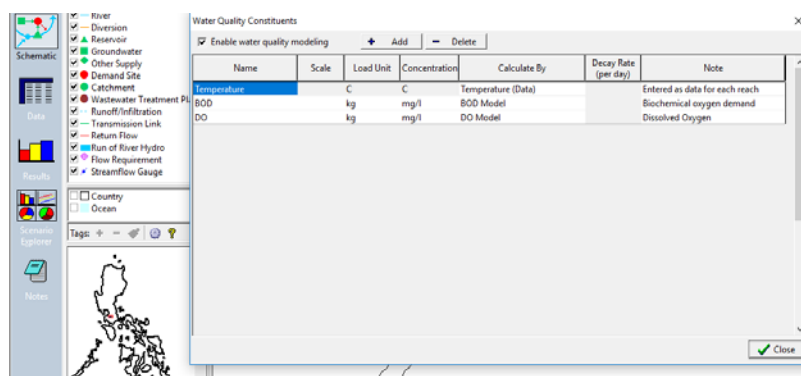 River
Diversion
Reservoir
Groundwater
Other Supply
Demand Site
Catchment
Wastewater Treatment Pl
Runoff/Infiltration
Transmission Link
Return Flow
Run of River Hydro
Flow Requirement
Streamflow Gauge
Country
Ocean
Tags:
Schematic
Data
Results
Scenario
Explorer
Notes
Water Quality Constituents
Enable water quality modeling + Add - Delete
Name Scale Load Unit Concentration Calculate By Decay Rate (per day) Note
Temperature C C Temperature (Data) Entered as data for each reach
BOD kg mg/l BOD Model Biochemical oxygen demand
DO kg mg/l DO Model Dissolved Oxygen
Close